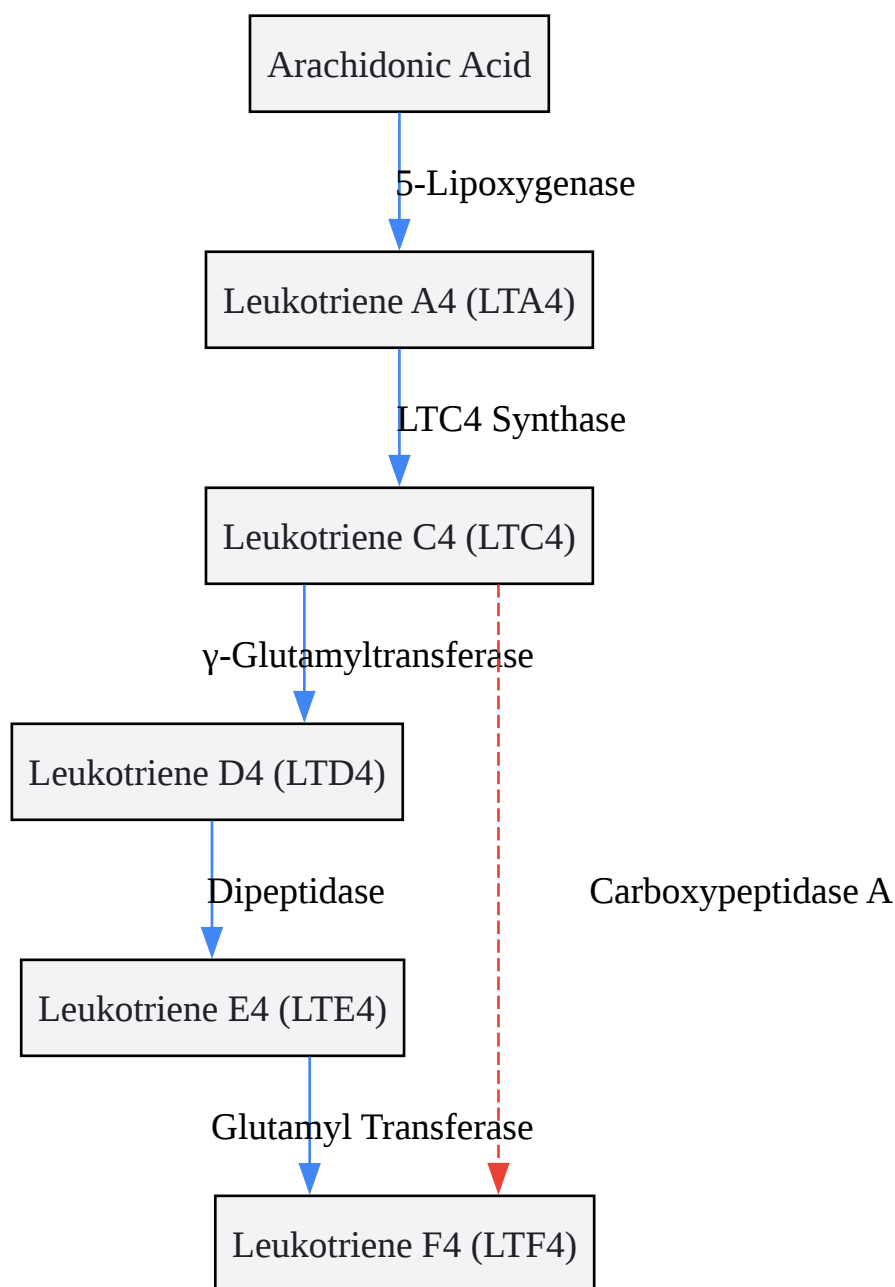 Arachidonic Acid
5-Lipoxygenase
Leukotriene A4 (LTA4)
LTC4 Synthase
Leukotriene C4 (LTC4)
γ-Glutamyltransferase
Leukotriene D4 (LTD4)
Dipeptidase
Carboxypeptidase A
Leukotriene E4 (LTE4)
Glutamyl Transferase
Leukotriene F4 (LTF4)